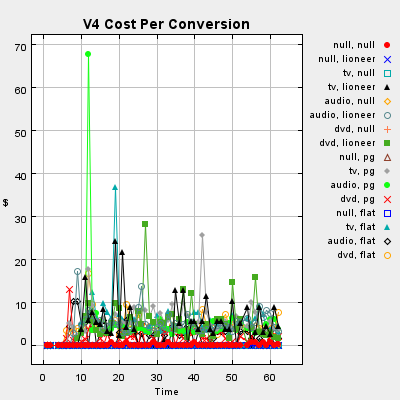 V4 Cost Per Conversion
70
60
50
40
30
20
10
0
$
0
10
20
30
40
50
60
Time
null, null
null, lioneer
tv, null
tv, lioneer
audio, null
audio, lioneer
dvd, null
dvd, lioneer
null, pg
tv, pg
audio, pg
dvd, pg
null, flat
tv, flat
audio, flat
dvd, flat